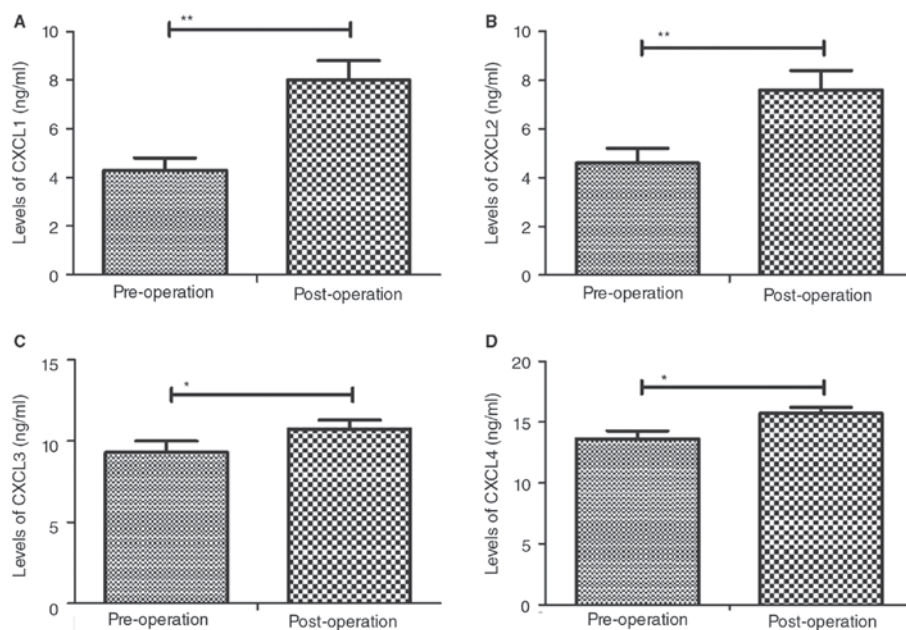 A
**
Levels of CXCL1 (ng/ml)
10
8
6
4
2
0
Pre-operation
Post-operation
B
**
Levels of CXCL2 (ng/ml)
10
8
6
4
2
0
Pre-operation
Post-operation
C
*
Levels of CXCL3 (ng/ml)
15
10
5
0
Pre-operation
Post-operation
D
*
Levels of CXCL4 (ng/ml)
20
15
10
5
0
Pre-operation
Post-operation